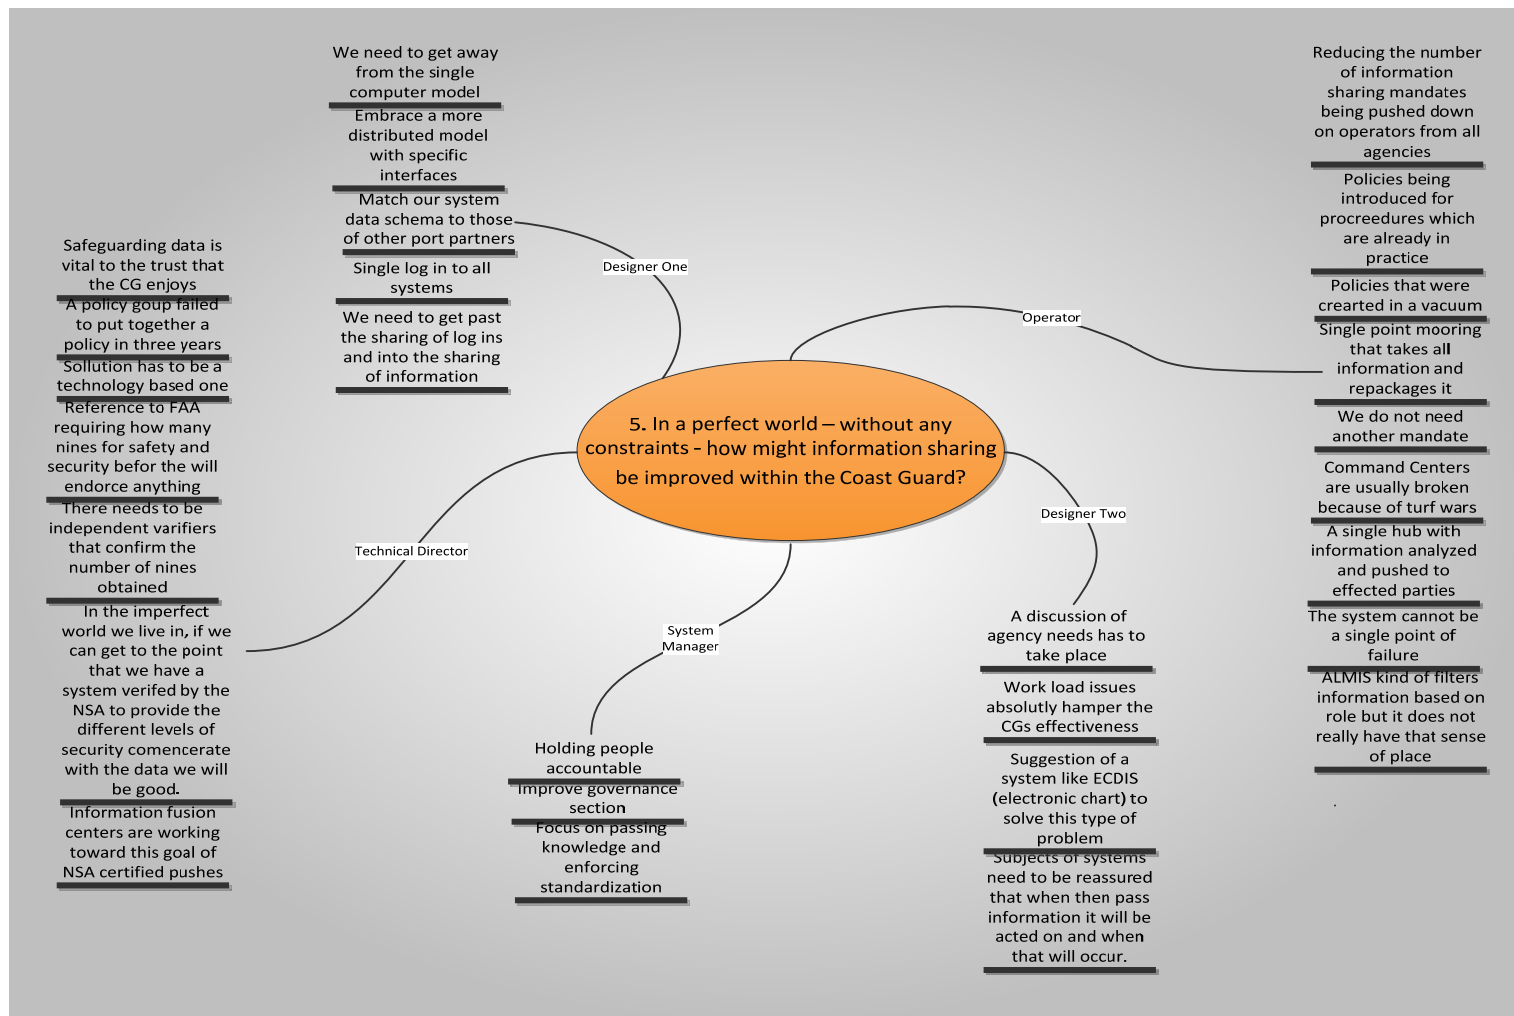 We need to get away
from the single
computer model
Embrace a more
distributed model
with specific
interfaces
Match our system
data schema to those
of other port partners
Single log in to all
systems
We need to get past
the sharing of log ins
and into the sharing
of information
Designer One
Reducing the number
of information
sharing mandates
being pushed down
on operators from all
agencies
Policies being
introduced for
procreedures which
are already in
practice
Policies that were
crearted in a vacuum
Single point mooring
that takes all
information and
repackages it
We do not need
another mandate
Command Centers
are usually broken
because of turf wars
A single hub with
information analyzed
and pushed to
effected parties
The system cannot be
a single point of
failure
ALMIS kind of filters
information based on
role but it does not
really have that sense
of place
Operator
Safeguarding data is
vital to the trust that
the CG enjoys
A policy goup failed
to put together a
policy in three years
Sollution has to be a
technology based one
Reference to FAA
requiring how many
nines for safety and
security befor the will
endorce anything
There needs to be
independent varifiers
that confirm the
number of nines
obtained
In the imperfect
world we live in, if we
can get to the point
that we have a
system verifed by the
NSA to provide the
different levels of
security comencerate
with the data we will
be good.
Information fusion
centers are working
toward this goal of
NSA certified pushes
Technical Director
5. In a perfect world – without any
constraints - how might information sharing
be improved within the Coast Guard?
Designer Two
A discussion of
agency needs has to
take place
Work load issues
absolutly hamper the
CGs effectiveness
Suggestion of a
system like ECDIS
(electronic chart) to
solve this type of
problem
Subjects of systems
need to be reassured
that when then pass
information it will be
acted on and when
that will occur.
System
Manager
Holding people
accountable
Improve governance
section
Focus on passing
knowledge and
enforcing
standardization